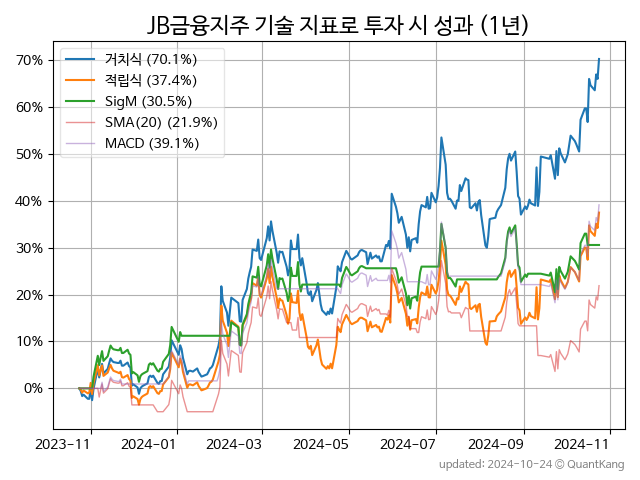 JB금융지주 기술 지표로 투자 시 성과 (1년)
거치식 (70.1%)
적립식 (37.4%)
SigM (30.5%)
SMA(20) (21.9%)
MACD (39.1%)
70%
60%
50%
40%
30%
20%
10%
0%
2023-11 2024-01 2024-03 2024-05 2024-07 2024-09 2024-11
updated: 2024-10-24 © QuantKang